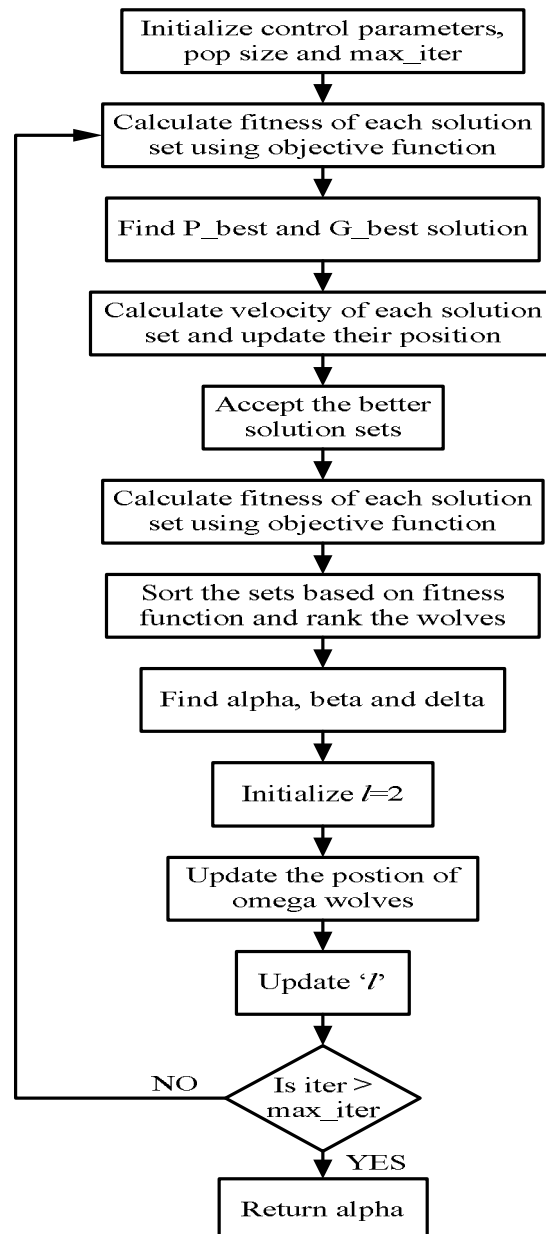 Initialize control parameters,
pop size and max_iter
Calculate fitness of each solution
set using objective function
Find P_best and G_best solution
Calculate velocity of each solution
set and update their position
Accept the better
solution sets
Calculate fitness of each solution
set using objective function
Sort the sets based on fitness
function and rank the wolves
Find alpha, beta and delta
Initialize l=2
Update the postion of
omega wolves
Update ‘l’
NO
Is iter >
max_iter
YES
Return alpha